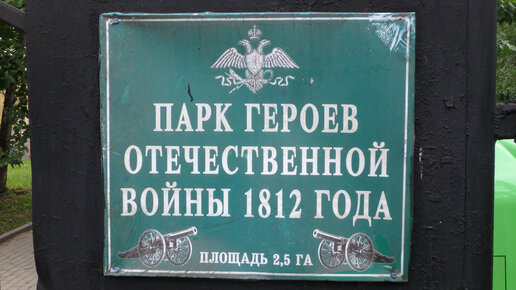 ПАРК ГЕРОЕВ
ОТЕЧЕСТВЕННОЙ
ВОЙНЫ 1812 ГОДА
ПЛОЩАДЬ 2,5 ГА